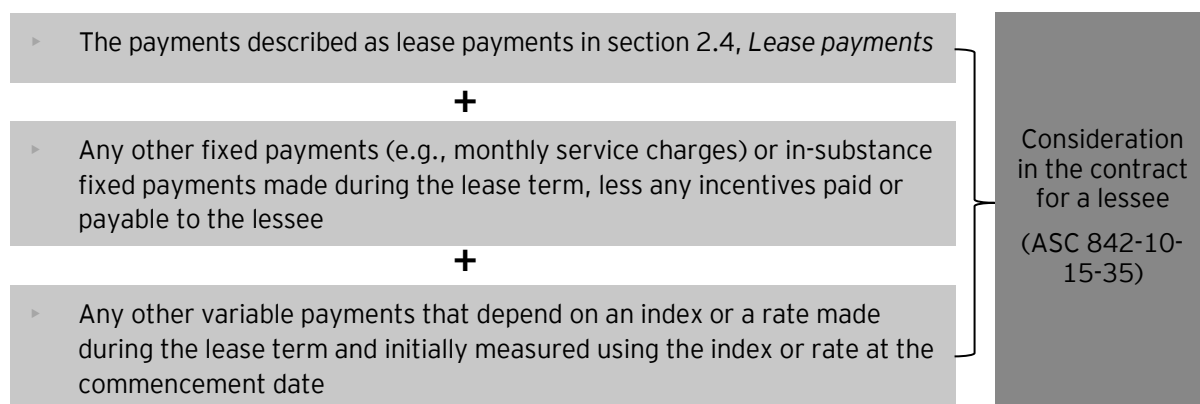 ▸ The payments described as lease payments in section 2.4, Lease payments
+
▸ Any other fixed payments (e.g., monthly service charges) or in-substance
fixed payments made during the lease term, less any incentives paid or
payable to the lessee
+
▸ Any other variable payments that depend on an index or a rate made
during the lease term and initially measured using the index or rate at the
commencement date
Consideration
in the contract
for a lessee
(ASC 842-10-
15-35)